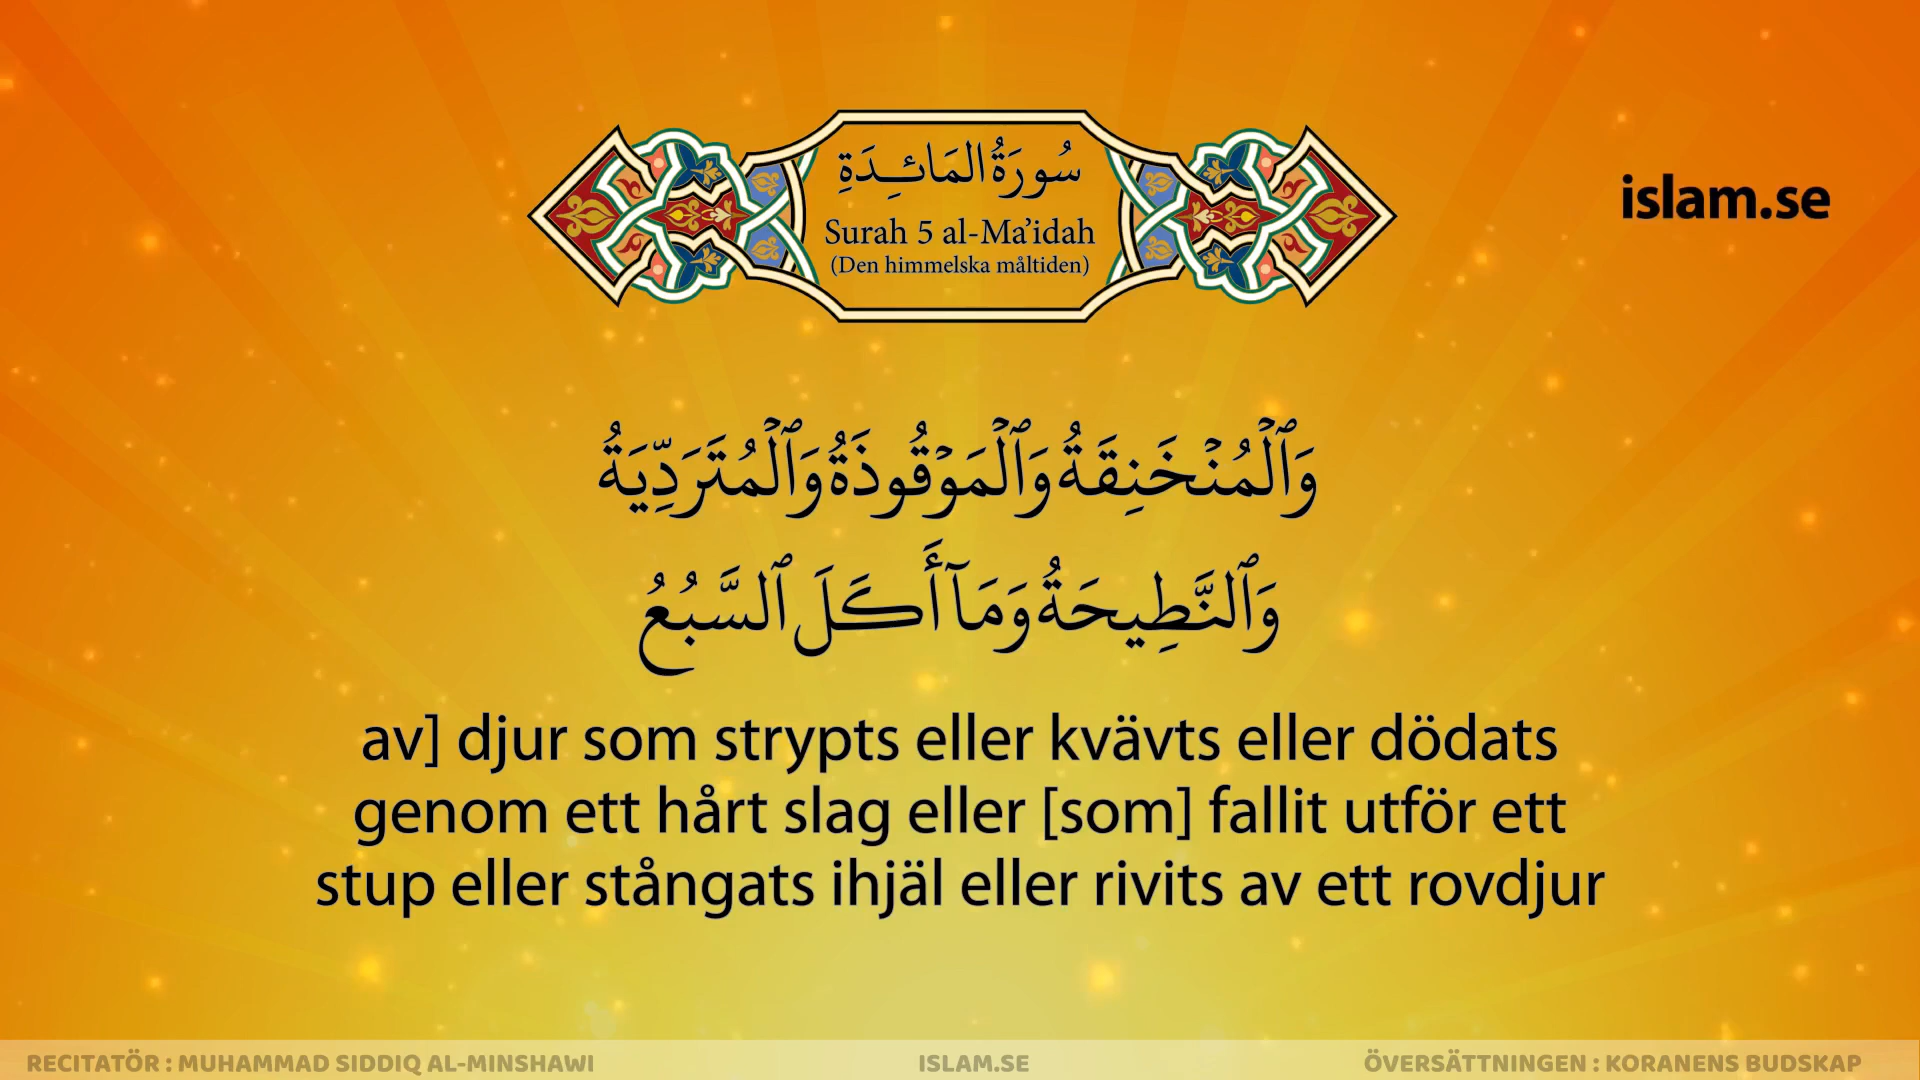 سُورَةُ المَائِدَةِ
Surah 5 al-Ma’idah
(Den himmelska måltiden)
islam.se
وَٱلْمُنْخَنِقَةُ وَٱلْمَوْقُوذَةُ وَٱلْمُتَرَدِّيَةُ
وَٱلنَّطِيحَةُ وَمَآ أَكَلَ ٱلسَّبُعُ
av] djur som strypts eller kvävts eller dödats
genom ett hårt slag eller [som] fallit utför ett
stup eller stångats ihjäl eller rivits av ett rovdjur
RECITATÖR : MUHAMMAD SIDDIQ AL-MINSHAWI
ISLAM.SE
ÖVERSÄTTNINGEN : KORANENS BUDSKAP